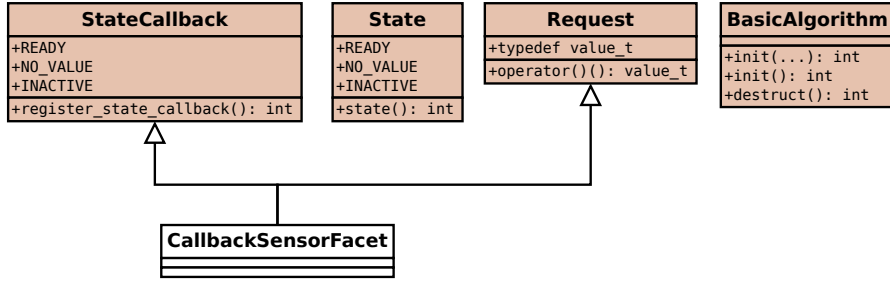 StateCallback
+READY
+NO_VALUE
+INACTIVE
+register_state_callback(): int
State
+READY
+NO_VALUE
+INACTIVE
+state(): int
Request
+typedef value_t
+operator()(): value_t
BasicAlgorithm
+init(...): int
+init(): int
+destruct(): int
CallbackSensorFacet